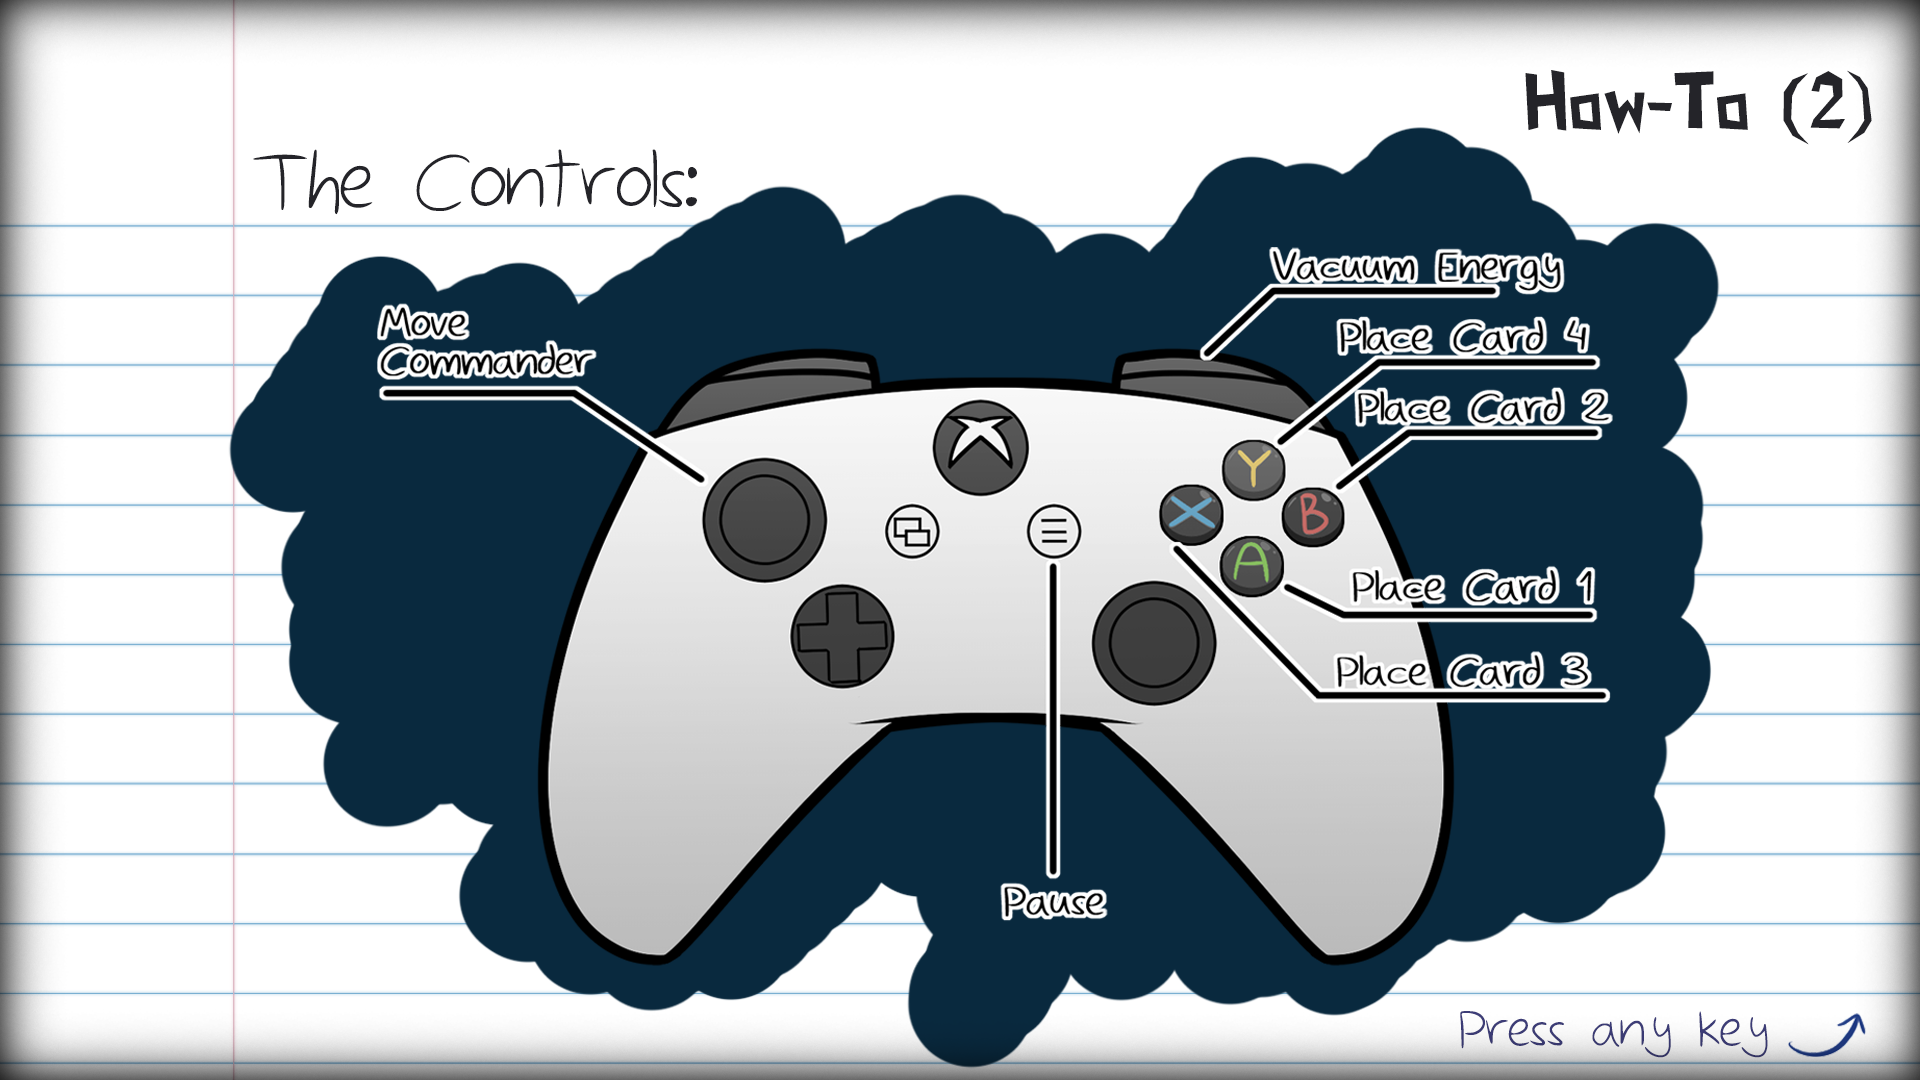 How-To (2)
The Controls:
Vacuum Energy
Move
Commander
Place Card 4
Place Card 2
Y
X
B
A
Place Card 1
Place Card 3
Pause
Press any key